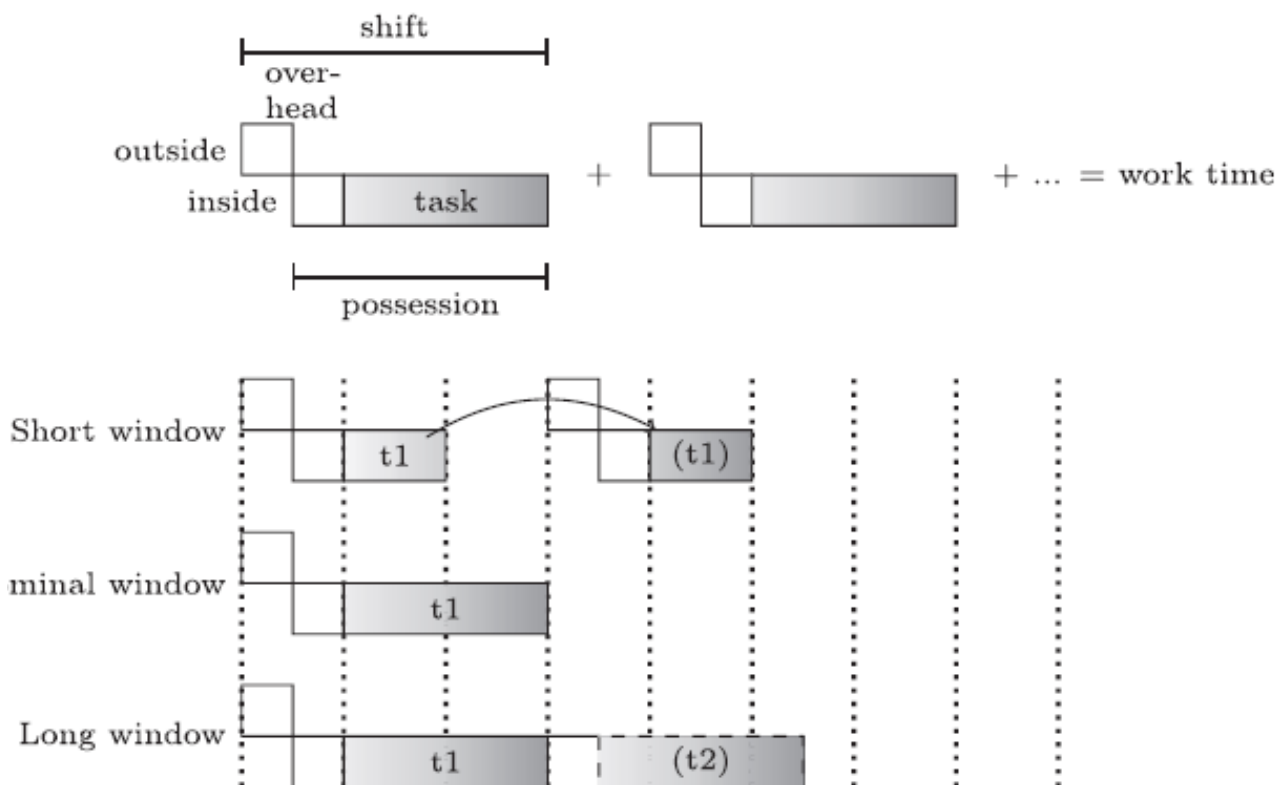 shift
over-
head
outside
inside
task
+
+ ... = work time
possession
Short window
t1
(t1)
minal window
t1
Long window
t1
(t2)